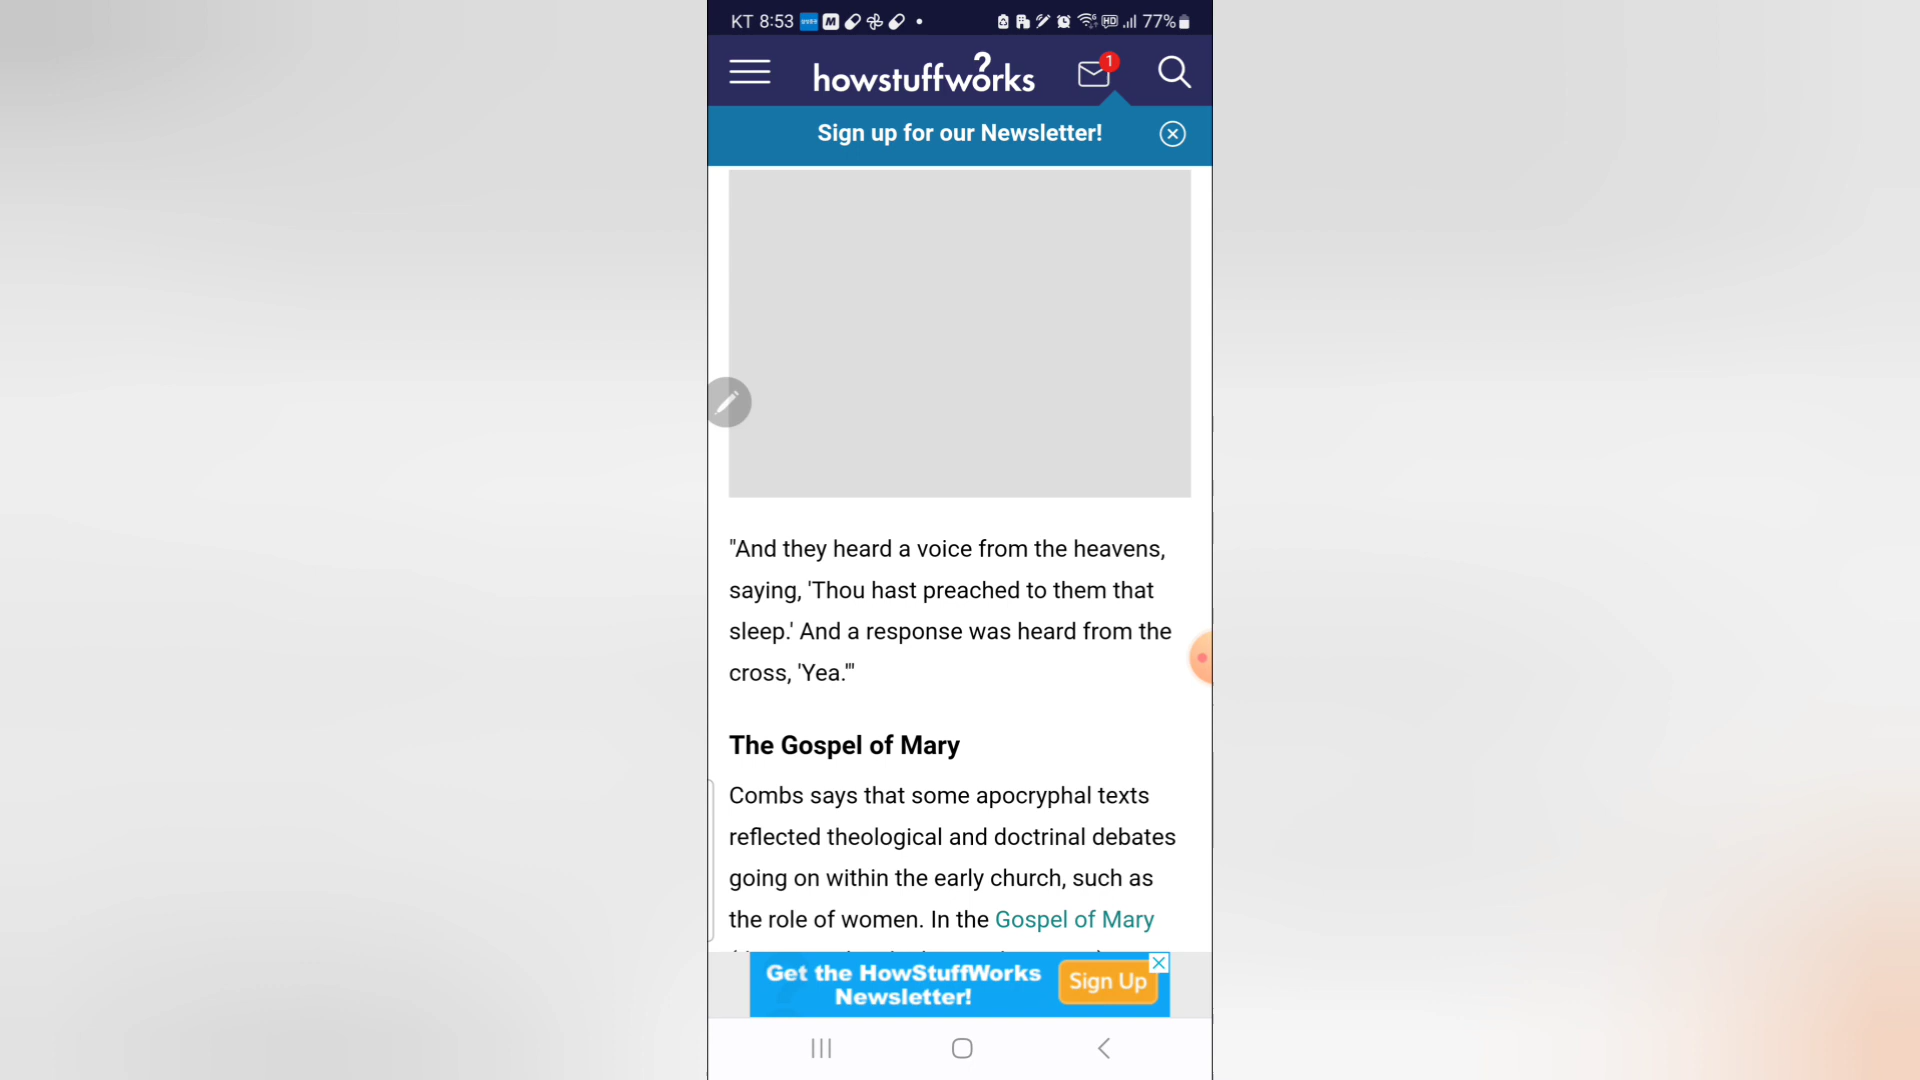 KT 8:53
77%
howstuffworks
1
Sign up for our Newsletter!
"And they heard a voice from the heavens,
saying, 'Thou hast preached to them that
sleep.' And a response was heard from the
cross, 'Yea.'"
The Gospel of Mary
Combs says that some apocryphal texts
reflected theological and doctrinal debates
going on within the early church, such as
the role of women. In the Gospel of Mary
Get the HowStuffWorks
Newsletter!
Sign Up